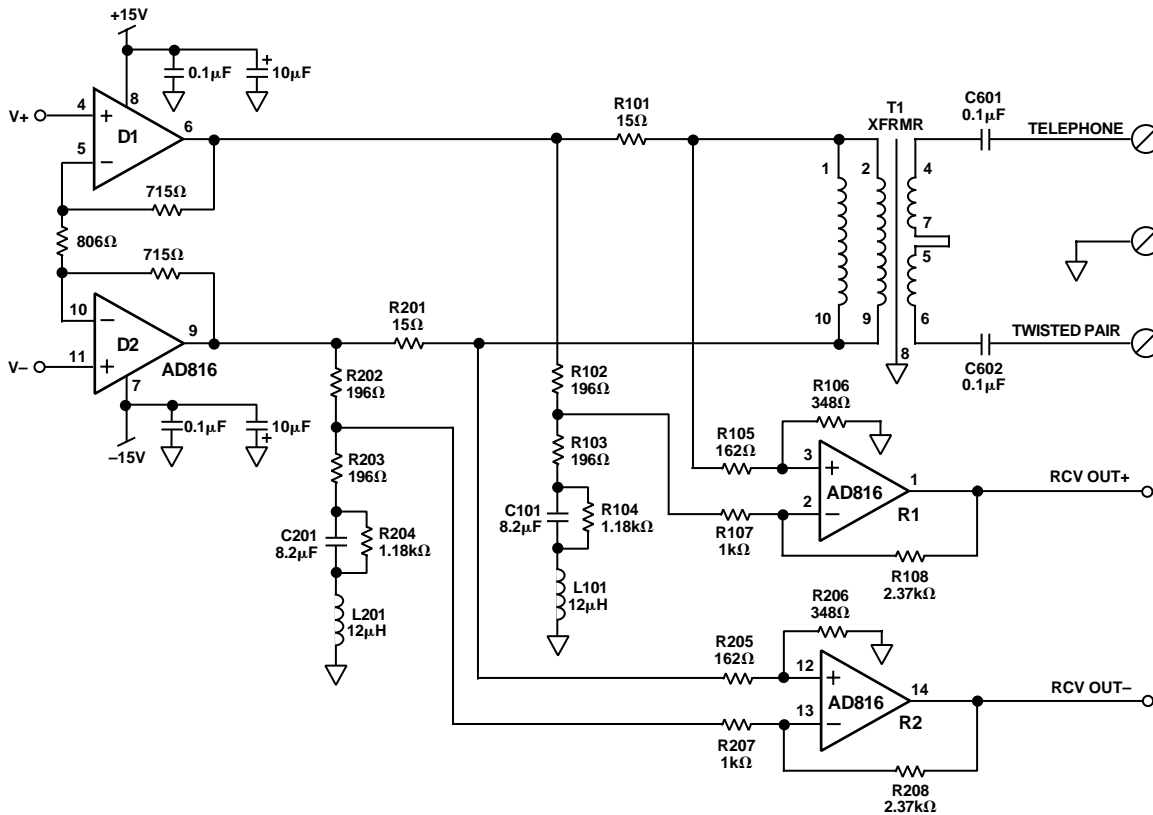 +15V
0.1µF
+
10µF
V+
4
+
D1
5
−
8
6
715Ω
806Ω
715Ω
10
−
D2
11
+
9
7
V−
AD816
0.1µF
10µF
+
−15V
R101
15Ω
R201
15Ω
T1
XFRMR
1
2
10
9
8
4
7
5
6
C601
0.1µF
TELEPHONE
TWISTED PAIR
C602
0.1µF
R202
196Ω
R203
196Ω
C201
8.2µF
R204
1.18kΩ
L201
12µH
R102
196Ω
R103
196Ω
C101
8.2µF
R104
1.18kΩ
L101
12µH
R106
348Ω
R105
162Ω
3
+
AD816
2
−
1
R1
RCV OUT+
R107
1kΩ
R108
2.37kΩ
R206
348Ω
R205
162Ω
12
+
AD816
13
−
14
R2
RCV OUT−
R207
1kΩ
R208
2.37kΩ